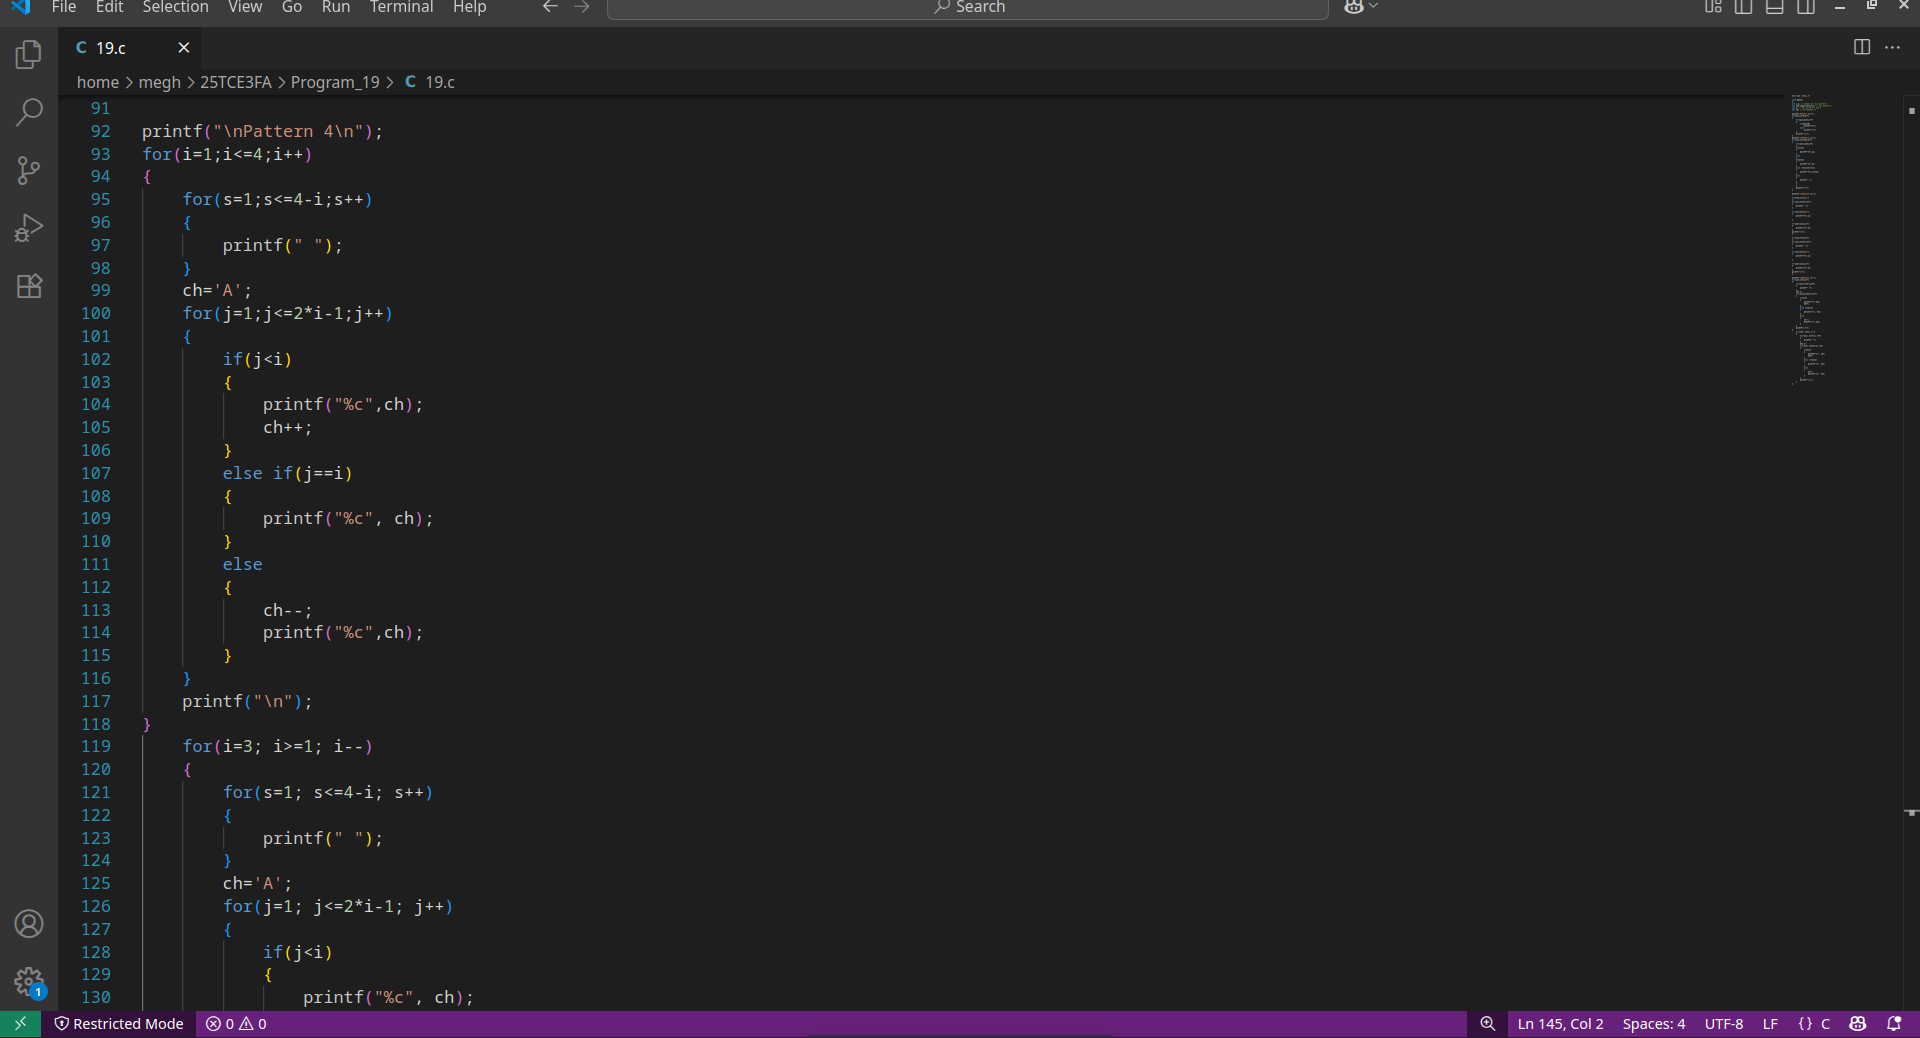 File Edit Selection View Go Run Terminal Help Search
C 19.c
home > megh > 25TCE3FA > Program_19 > C 19.c
91
92 printf("\nPattern 4\n");
93 for(i=1;i<=4;i++)
94 {
95 for(s=1;s<=4-i;s++)
96 {
97 printf(" ");
98 }
99 ch='A';
100 for(j=1;j<=2*i-1;j++)
101 {
102 if(j<i)
103 {
104 printf("%c",ch);
105 ch++;
106 }
107 else if(j==i)
108 {
109 printf("%c", ch);
110 }
111 else
112 {
113 ch--;
114 printf("%c",ch);
115 }
116 }
117 printf("\n");
118 }
119 for(i=3; i>=1; i--)
120 {
121 for(s=1; s<=4-i; s++)
122 {
123 printf(" ");
124 }
125 ch='A';
126 for(j=1; j<=2*i-1; j++)
127 {
128 if(j<i)
129 {
130 printf("%c", ch);
1
Restricted Mode 0 0 Ln 145, Col 2 Spaces: 4 UTF-8 LF {} C